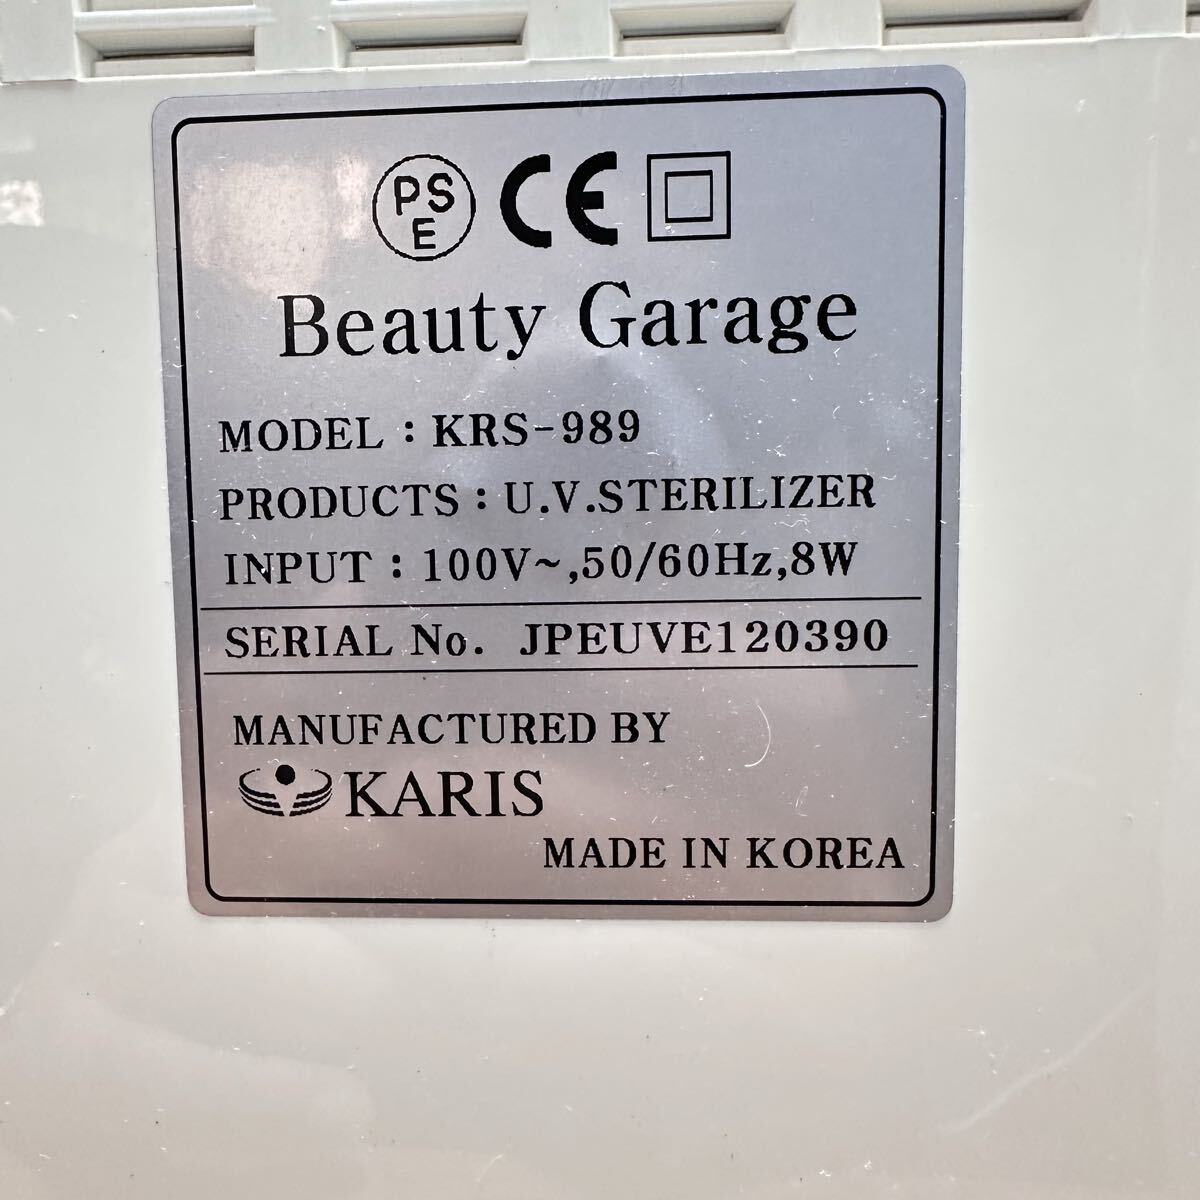 PS
E
CE
Beauty Garage
MODEL : KRS-989
PRODUCTS : U.V.STERILIZER
INPUT : 100V~,50/60Hz,8W
SERIAL No. JPEUVE120390
MANUFACTURED BY
KARIS
MADE IN KOREA